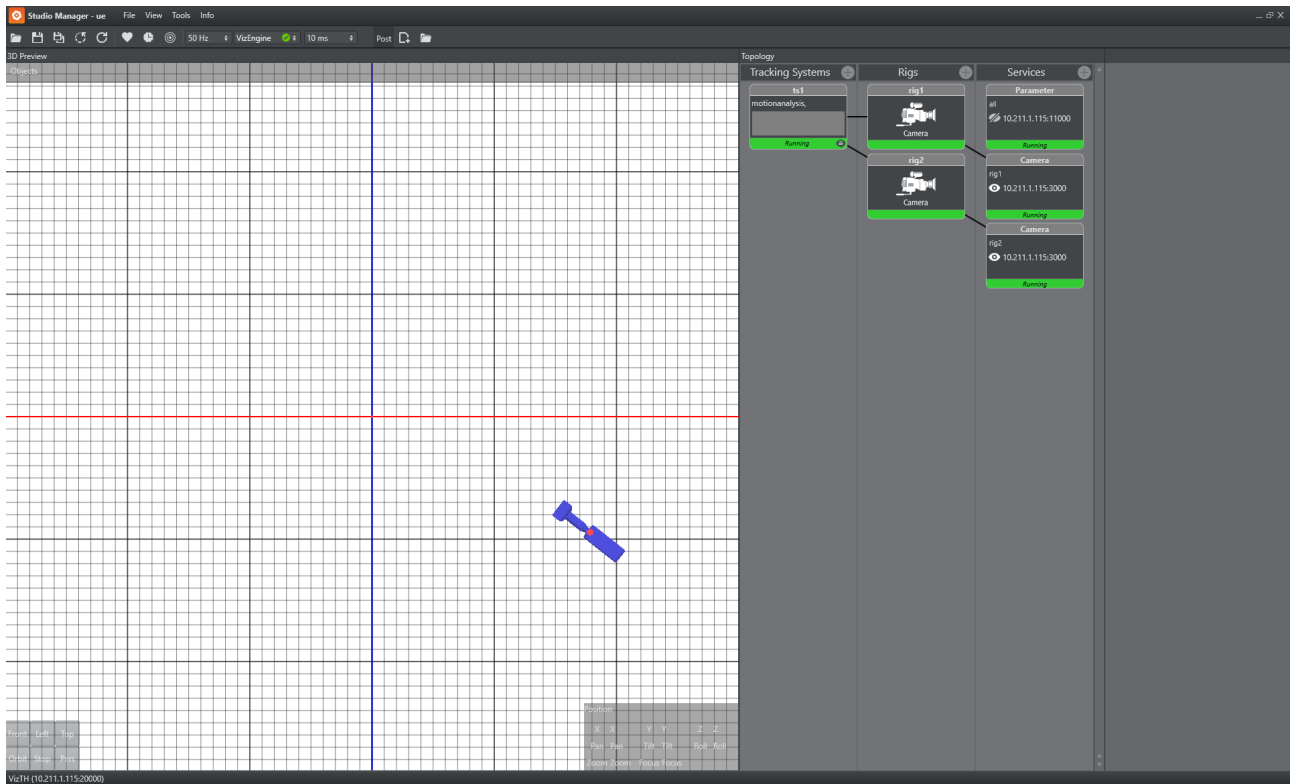 Studio Manager - ue File View Tools Info
50 Hz VizEngine 10 ms Post
3D Preview
Objects
Front Left Top
Orbit Stop Pers
Position
X X Y Y Z Z
Pan Pan Tilt Tilt Roll Roll
Zoom Zoom Focus Focus
Topology
Tracking Systems
ts1
motionanalysis,
Running
Rigs
rig1
Camera
rig2
Camera
Services
Parameter
all
10.211.1.115:11000
Running
Camera
rig1
10.211.1.115:3000
Running
Camera
rig2
10.211.1.115:3000
Running
VizTH (10.211.1.115:20000)